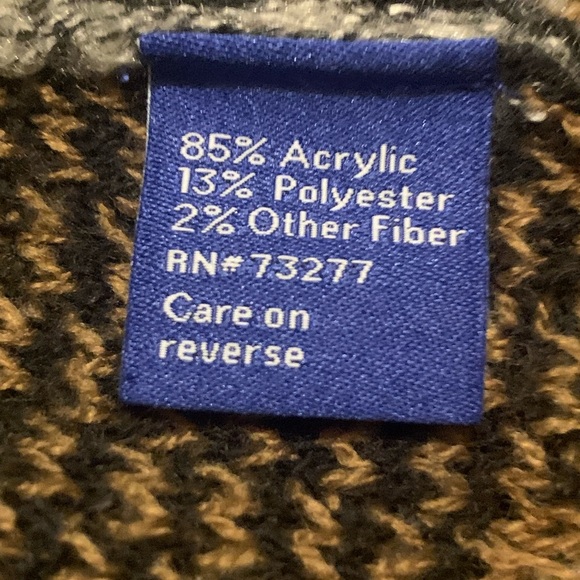 85% Acrylic
13% Polyester
2% Other Fiber
RN# 73277
Care on
reverse